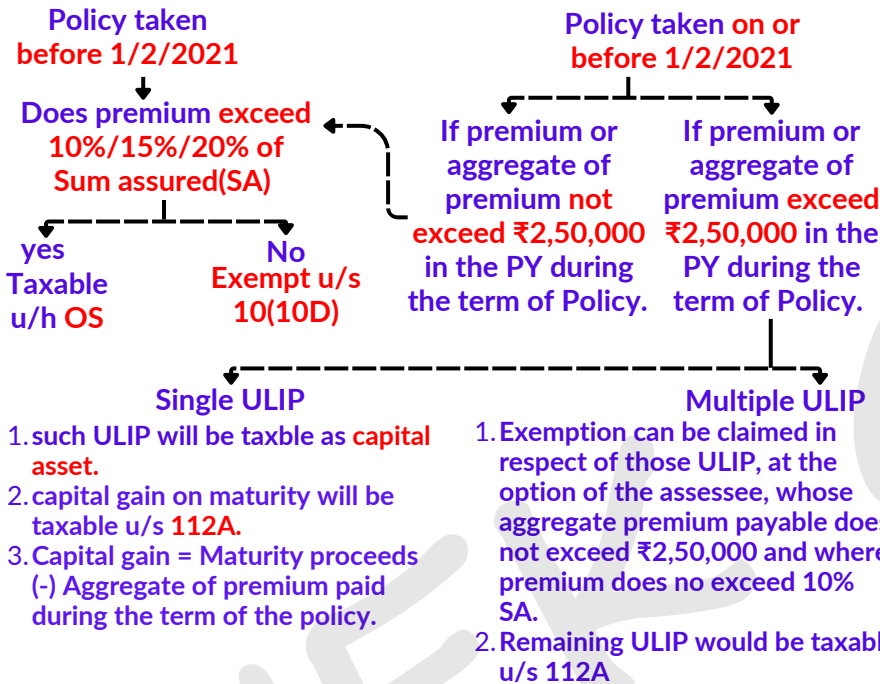 Policy taken
before 1/2/2021
Does premium exceed
10%/15%/20% of
Sum assured(SA)
yes
Taxable
u/h OS
No
Exempt u/s
10(10D)
Policy taken on or
before 1/2/2021
If premium or
aggregate of
premium not
exceed ₹2,50,000
in the PY during
the term of Policy.
If premium or
aggregate of
premium exceed
₹2,50,000 in the
PY during the
term of Policy.
Single ULIP
1. such ULIP will be taxble as capital
asset.
2. capital gain on maturity will be
taxable u/s 112A.
3. Capital gain = Maturity proceeds
(-) Aggregate of premium paid
during the term of the policy.
Multiple ULIP
1. Exemption can be claimed in
respect of those ULIP, at the
option of the assessee, whose
aggregate premium payable does
not exceed ₹2,50,000 and where
premium does no exceed 10%
SA.
2. Remaining ULIP would be taxabl
u/s 112A